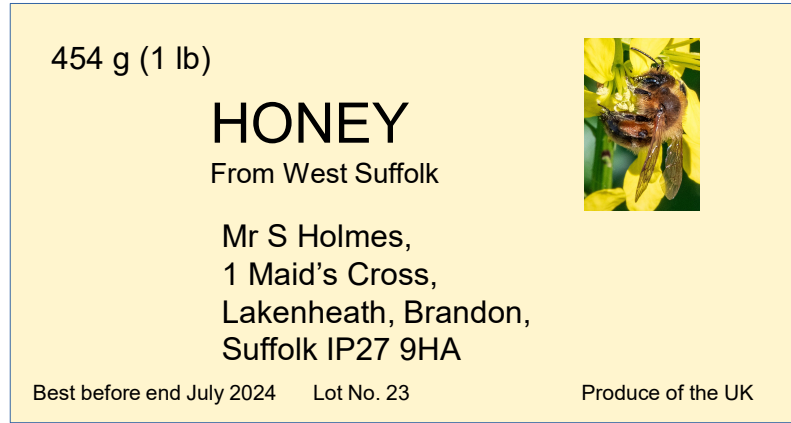 454 g (1 lb)
HONEY
From West Suffolk
Mr S Holmes,
1 Maid's Cross,
Lakenheath, Brandon,
Suffolk IP27 9HA
Best before end July 2024 Lot No. 23 Produce of the UK